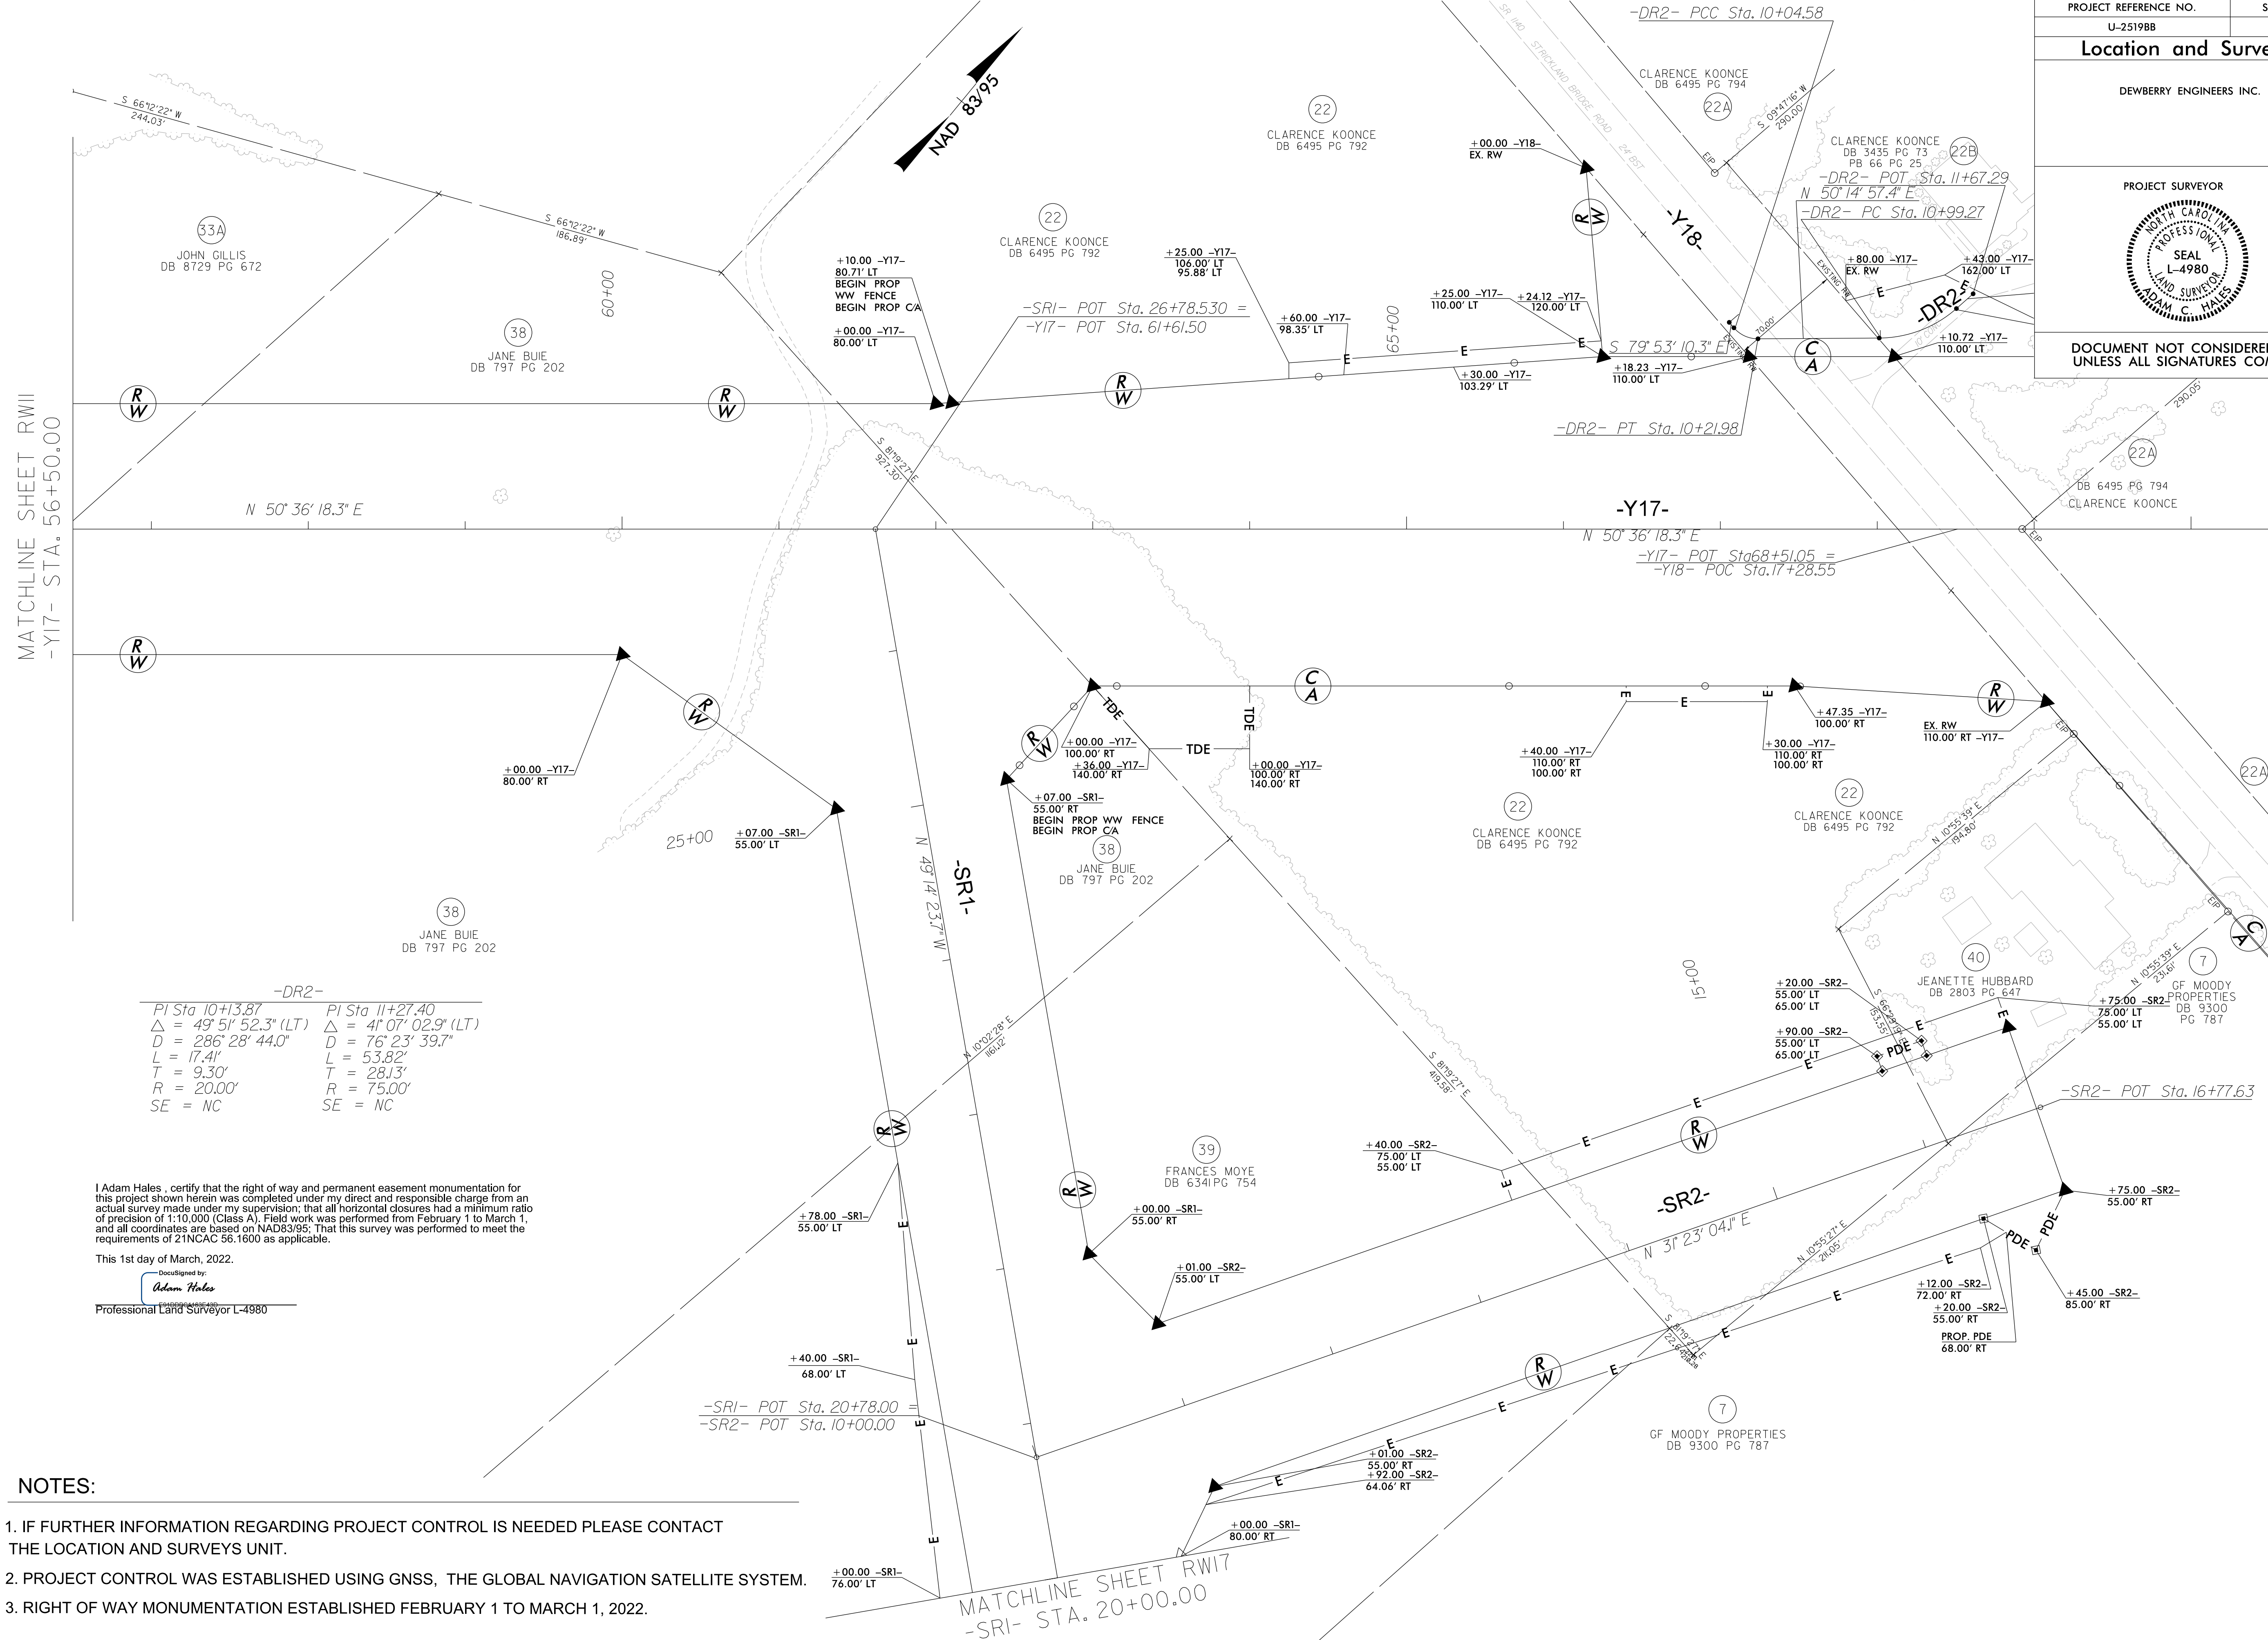 PROJECT REFERENCE NO.
U-2519BB
Location and Surve
DEWBERRY ENGINEERS INC.
PROJECT SURVEYOR
NORTH CAROLINA
PROFESSIONAL
SEAL
L-4980
LAND SURVEYOR
ADAM C. HALES
DOCUMENT NOT CONSIDERE
UNLESS ALL SIGNATURES CO
-DR2- PCC Sta. 10+04.58
SR 1140 STRICKLAND BRIDGE ROAD 24' BST
CLARENCE KOONCE
DB 6495 PG 794
22A
S 09°47'16" W
290.00'
EIP
CLARENCE KOONCE
DB 3435 PG 73
PB 66 PG 25
22B
-DR2- POT Sta. 11+67.29
N 50° 14' 57.4" E
-DR2- PC Sta. 10+99.27
+80.00 -Y17-
EX. RW
+43.00 -Y17-
162.00' LT
EXISTING RW
E
E
-DR2-
70.00'
+10.72 -Y17-
110.00' LT
C
A
NAD 83/95
22
CLARENCE KOONCE
DB 6495 PG 792
+00.00 -Y18-
EX. RW
R
W
-Y18-
S 66°12'22" W
244.03'
S 66°12'22" W
186.89'
33A
JOHN GILLIS
DB 8729 PG 672
60+00
38
JANE BUIE
DB 797 PG 202
22
CLARENCE KOONCE
DB 6495 PG 792
+10.00 -Y17-
80.71' LT
BEGIN PROP
WW FENCE
BEGIN PROP C/A
+00.00 -Y17-
80.00' LT
+25.00 -Y17-
106.00' LT
95.88' LT
-SR1- POT Sta. 26+78.530 =
-Y17- POT Sta. 61+61.50
+60.00 -Y17-
98.35' LT
65+00
+25.00 -Y17-
110.00' LT
+24.12 -Y17-
120.00' LT
E
E
E
S 79° 53' 10.3" E
+30.00 -Y17-
103.29' LT
+18.23 -Y17-
110.00' LT
-DR2- PT Sta. 10+21.98
290.05'
22A
DB 6495 PG 794
CLARENCE KOONCE
EIP
R
W
R
W
R
W
S 81°19'27" E
927.30'
MATCHLINE SHEET RW11
-Y17- STA. 56+50.00
N 50° 36' 18.3" E
-Y17-
N 50° 36' 18.3" E
-Y17- POT Sta68+51.05 =
-Y18- POC Sta. 17+28.55
R
W
R
W
+00.00 -Y17-
80.00' RT
25+00
+07.00 -SR1-
55.00' LT
TDE
TDE
TDE
R
W
+00.00 -Y17-
100.00' RT
+36.00 -Y17-
140.00' RT
+00.00 -Y17-
100.00' RT
140.00' RT
C
A
E
E
E
+40.00 -Y17-
110.00' RT
100.00' RT
+30.00 -Y17-
110.00' RT
100.00' RT
+47.35 -Y17-
100.00' RT
EX. RW
110.00' RT -Y17-
R
W
EIP
22A
+07.00 -SR1-
55.00' RT
BEGIN PROP WW FENCE
BEGIN PROP C/A
38
JANE BUIE
DB 797 PG 202
-SR1-
N 49° 14' 23.7" W
22
CLARENCE KOONCE
DB 6495 PG 792
22
CLARENCE KOONCE
DB 6495 PG 792
N 10°55'39" E
194.80'
EIP
C
A
38
JANE BUIE
DB 797 PG 202
-DR2-
PI Sta 10+13.87 PI Sta 11+27.40
△ = 49° 51' 52.3" (LT) △ = 41° 07' 02.9" (LT)
D = 286° 28' 44.0" D = 76° 23' 39.7"
L = 17.41' L = 53.82'
T = 9.30' T = 28.13'
R = 20.00' R = 75.00'
SE = NC SE = NC
N 10°02'28" E
1161.12'
15+00
40
JEANETTE HUBBARD
DB 2803 PG 647
N 10°55'39" E
231.61'
7
GF MOODY
PROPERTIES
DB 9300
PG 787
+20.00 -SR2-
55.00' LT
65.00' LT
+90.00 -SR2-
55.00' LT
65.00' LT
PDE
E
E
E
+75.00 -SR2-
75.00' LT
55.00' LT
-SR2- POT Sta. 16+77.63
S 81°19'27" E
419.58'
R
W
39
FRANCES MOYE
DB 6341 PG 754
+40.00 -SR2-
75.00' LT
55.00' LT
E
E
E
R
W
-SR2-
N 31° 23' 04.1" E
N 10°55'27" E
211.05'
+75.00 -SR2-
55.00' RT
PDE
PDE
+12.00 -SR2-
72.00' RT
+20.00 -SR2-
55.00' RT
PROP. PDE
68.00' RT
+45.00 -SR2-
85.00' RT
I Adam Hales , certify that the right of way and permanent easement monumentation for
this project shown herein was completed under my direct and responsible charge from an
actual survey made under my supervision; that all horizontal closures had a minimum ratio
of precision of 1:10,000 (Class A). Field work was performed from February 1 to March 1,
and all coordinates are based on NAD83/95; That this survey was performed to meet the
requirements of 21NCAC 56.1600 as applicable.
This 1st day of March, 2022.
DocuSigned by:
Adam Hales
Professional Land Surveyor L-4980
+78.00 -SR1-
55.00' LT
E
R
W
+00.00 -SR1-
55.00' RT
+01.00 -SR2-
55.00' LT
+40.00 -SR1-
68.00' LT
E
E
-SR1- POT Sta. 20+78.00 =
-SR2- POT Sta. 10+00.00
S 81°19'27" E
R
W
E
E
E
E
E
E
7
GF MOODY PROPERTIES
DB 9300 PG 787
+01.00 -SR2-
55.00' RT
+92.00 -SR2-
64.06' RT
+00.00 -SR1-
80.00' RT
E
+00.00 -SR1-
76.00' LT
MATCHLINE SHEET RW17
-SR1- STA. 20+00.00
NOTES:
1. IF FURTHER INFORMATION REGARDING PROJECT CONTROL IS NEEDED PLEASE CONTACT
THE LOCATION AND SURVEYS UNIT.
2. PROJECT CONTROL WAS ESTABLISHED USING GNSS, THE GLOBAL NAVIGATION SATELLITE SYSTEM.
3. RIGHT OF WAY MONUMENTATION ESTABLISHED FEBRUARY 1 TO MARCH 1, 2022.